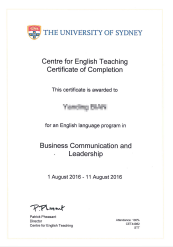 THE UNIVERSITY OF SYDNEY
Centre for English Teaching
Certificate of Completion
This certificate is awarded to
for an English language program in
Business Communication and
Leadership
1 August 2016 - 11 August 2016
Patrick Pheasant
Director
Centre for English Teaching